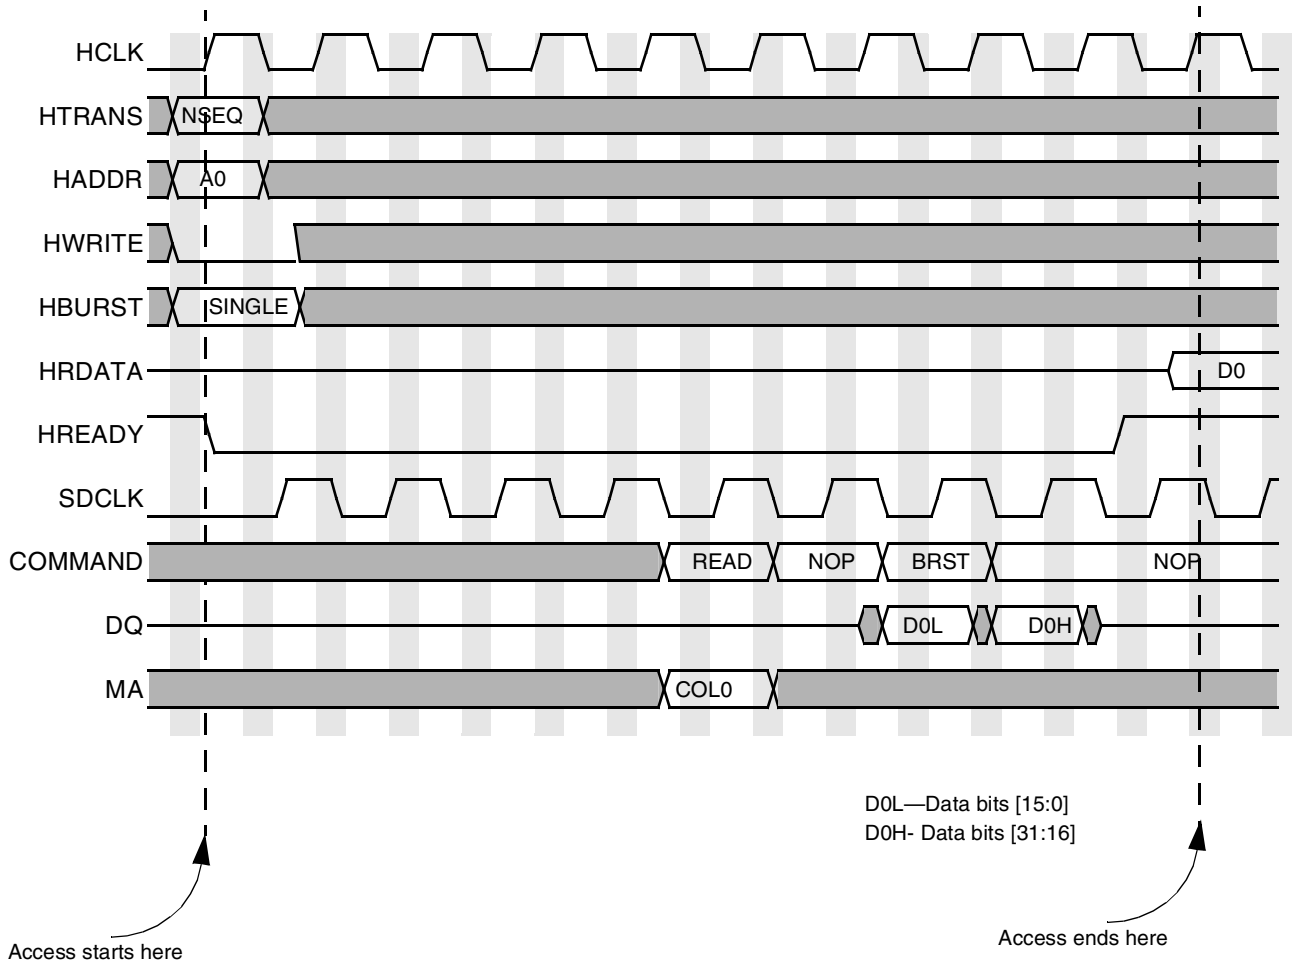 HCLK
HTRANS NSEQ
HADDR A0
HWRITE
HBURST SINGLE
HRDATA D0
HREADY
SDCLK
COMMAND READ NOP BRST NOP
DQ D0L D0H
MA COL0
D0L—Data bits [15:0]
D0H- Data bits [31:16]
Access starts here
Access ends here